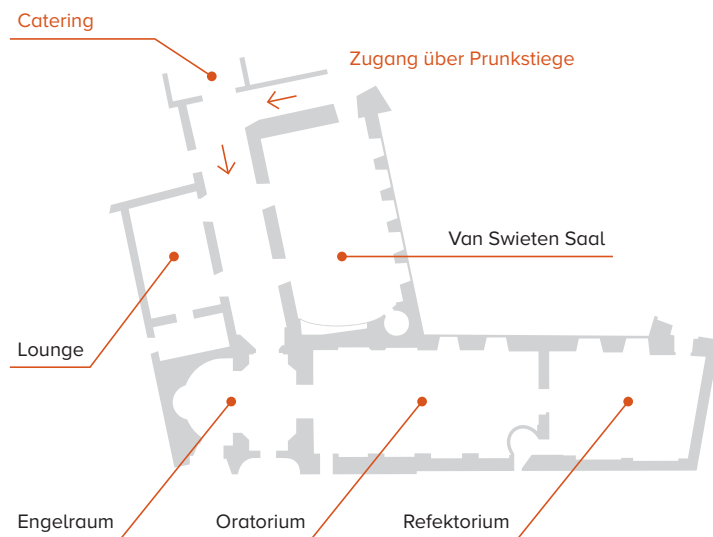 Catering
Zugang über Prunkstiege
Van Swieten Saal
Lounge
Engelraum
Oratorium
Refektorium